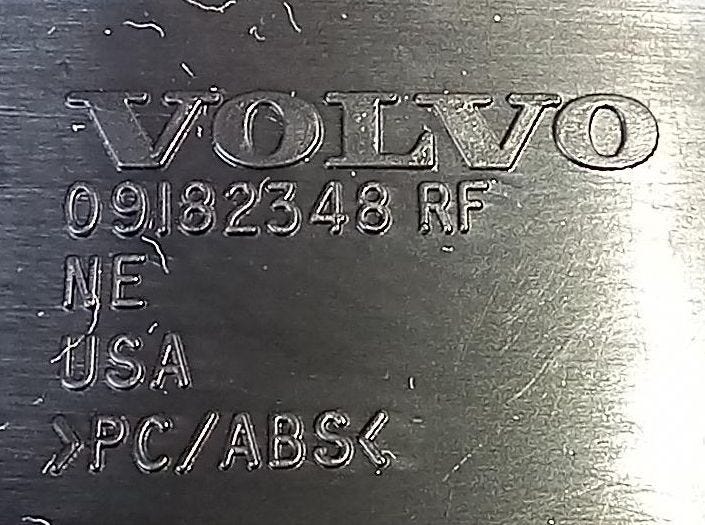 VOLVO
09182348 RF
NE
USA
>PC/ABS<